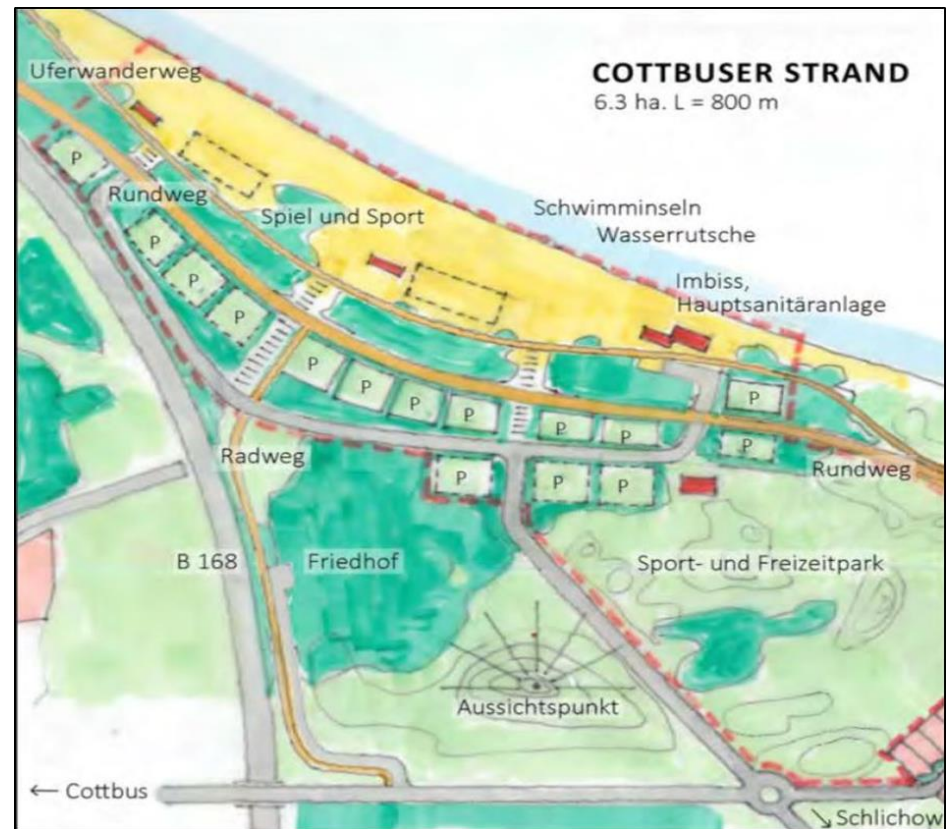 COTTBUSER STRAND
6.3 ha. L = 800 m
Uferwanderweg
P
Rundweg
Spiel und Sport
Schwimminseln
Wasserrutsche
Imbiss,
Hauptsanitäranlage
P
P
P
P
P
P
P
P
P
P
P
Radweg
Rundweg
P
P
P
B 168
Friedhof
Sport- und Freizeitpark
Aussichtspunkt
← Cottbus
↘ Schlichow